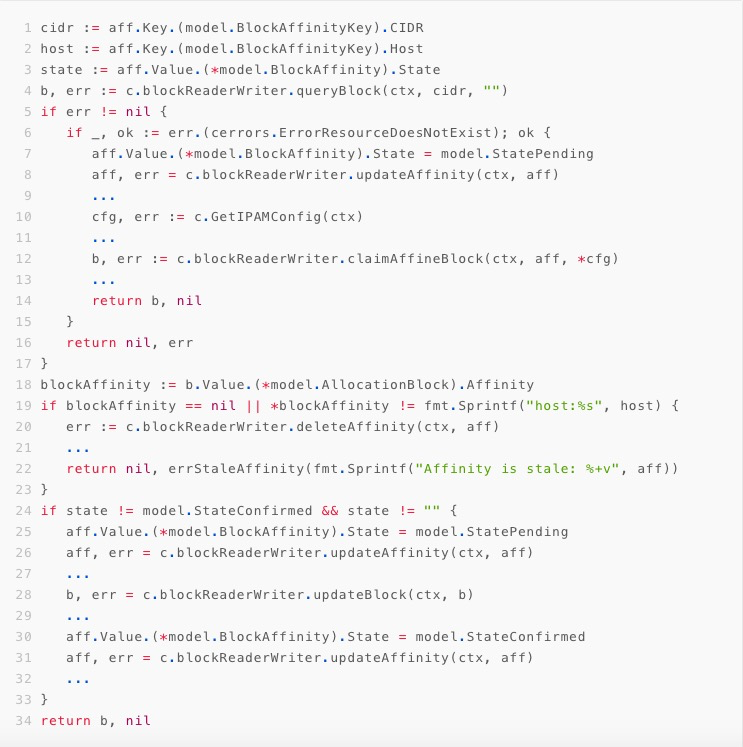 1 cidr := aff.Key.(model.BlockAffinityKey).CIDR
2 host := aff.Key.(model.BlockAffinityKey).Host
3 state := aff.Value.(*model.BlockAffinity).State
4 b, err := c.blockReaderWriter.queryBlock(ctx, cidr, "")
5 if err != nil {
6    if _, ok := err.(cerrors.ErrorResourceDoesNotExist); ok {
7       aff.Value.(*model.BlockAffinity).State = model.StatePending
8       aff, err = c.blockReaderWriter.updateAffinity(ctx, aff)
9       ...
10       cfg, err := c.GetIPAMConfig(ctx)
11       ...
12       b, err := c.blockReaderWriter.claimAffineBlock(ctx, aff, *cfg)
13       ...
14       return b, nil
15    }
16    return nil, err
17 }
18 blockAffinity := b.Value.(*model.AllocationBlock).Affinity
19 if blockAffinity == nil || *blockAffinity != fmt.Sprintf("host:%s", host) {
20    err := c.blockReaderWriter.deleteAffinity(ctx, aff)
21    ...
22    return nil, errStaleAffinity(fmt.Sprintf("Affinity is stale: %+v", aff))
23 }
24 if state != model.StateConfirmed && state != "" {
25    aff.Value.(*model.BlockAffinity).State = model.StatePending
26    aff, err = c.blockReaderWriter.updateAffinity(ctx, aff)
27    ...
28    b, err = c.blockReaderWriter.updateBlock(ctx, b)
29    ...
30    aff.Value.(*model.BlockAffinity).State = model.StateConfirmed
31    aff, err = c.blockReaderWriter.updateAffinity(ctx, aff)
32    ...
33 }
34 return b, nil